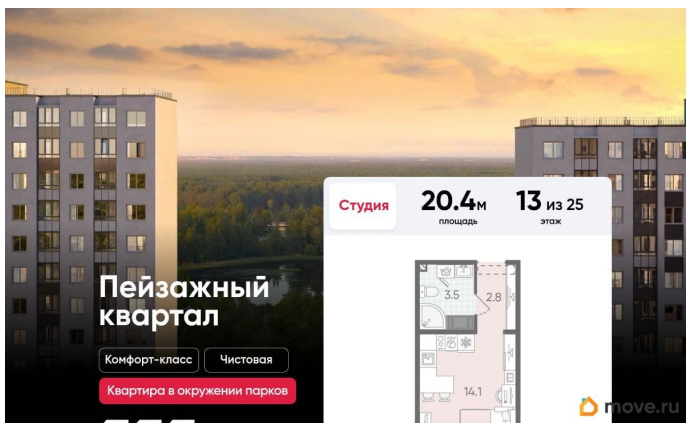 Студия
20.4м
площадь
13 из 25
этаж
Пейзажный
квартал
Комфорт-класс
Чистовая
Квартира в окружении парков
3.5
2.8
14.1
move.ru